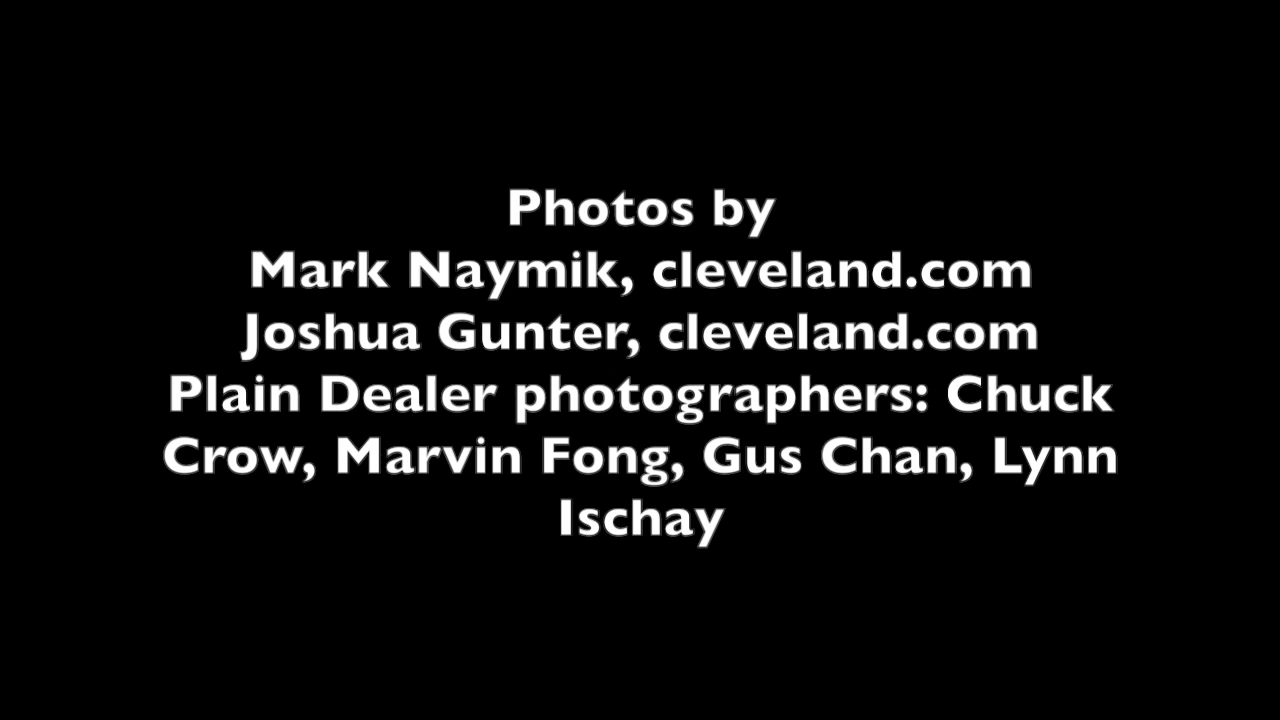 Photos by
Mark Naymik, cleveland.com
Joshua Gunter, cleveland.com
Plain Dealer photographers: Chuck
Crow, Marvin Fong, Gus Chan, Lynn
Ischay